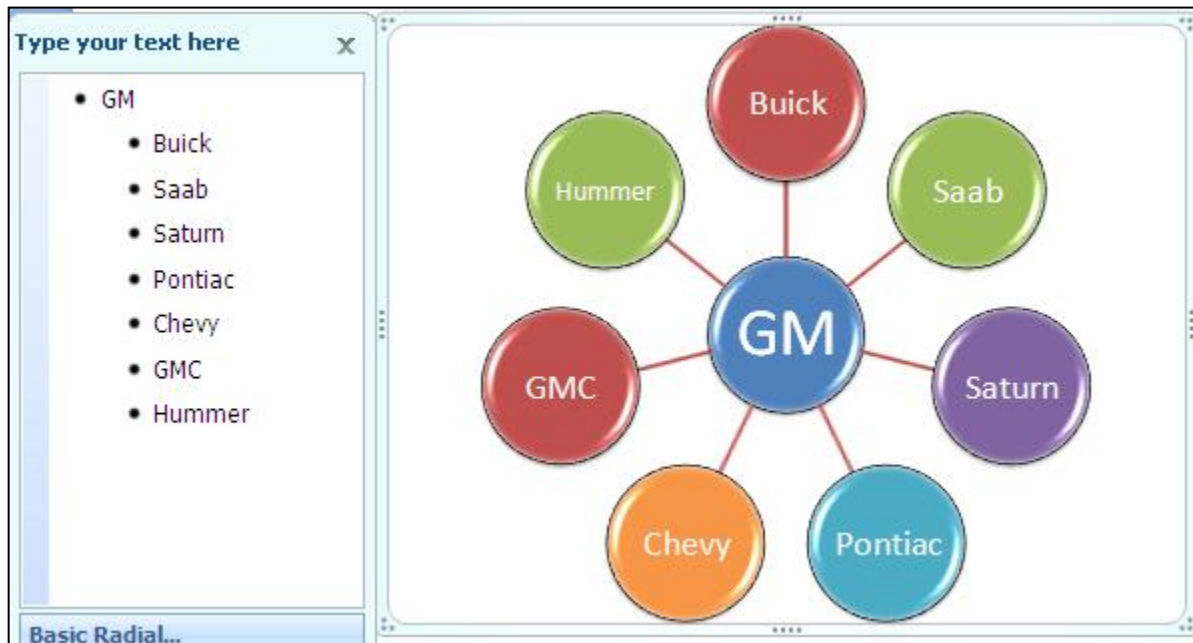 Type your text here x
• GM
• Buick
• Saab
• Saturn
• Pontiac
• Chevy
• GMC
• Hummer
Basic Radial...
Buick
Hummer
Saab
GM
GMC
Saturn
Chevy
Pontiac